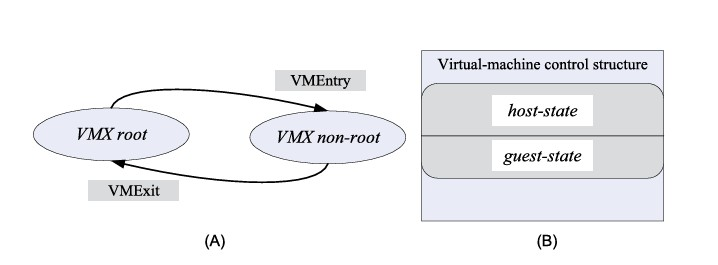 VMEntry
VMX root
VMX non-root
VMExit
(A)
Virtual-machine control structure
host-state
guest-state
(B)